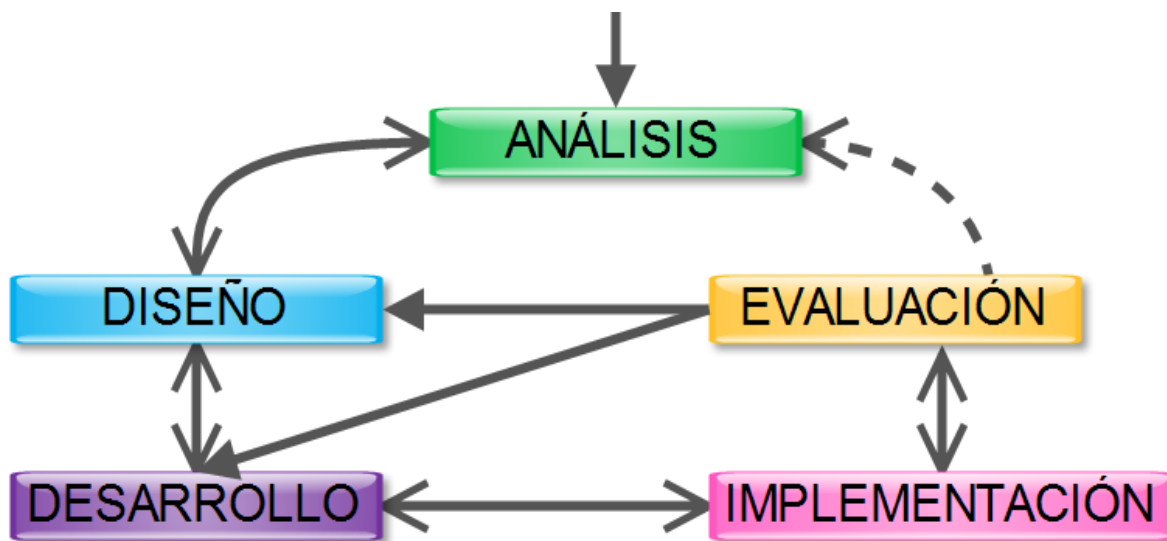 ANÁLISIS
DISEÑO
EVALUACIÓN
DESARROLLO
IMPLEMENTACIÓN